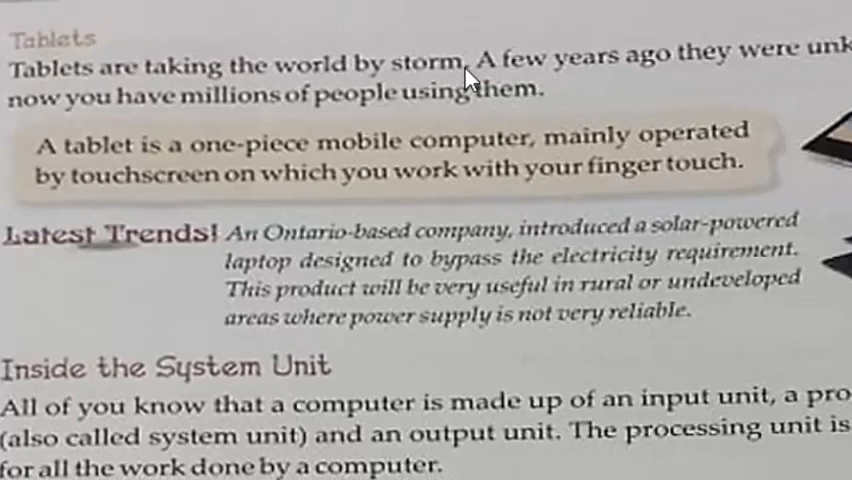 Tablets
Tablets are taking the world by storm. A few years ago they were
now you have millions of people using them.
A tablet is a one-piece mobile computer, mainly operated
by touchscreen on which you work with your finger touch.
Latest Trends! An Ontario-based company, introduced a solar-powered
laptop designed to bypass the electricity requirement.
This product will be very useful in rural or undeveloped
areas where power supply is not very reliable.
Inside the System Unit
All of you know that a computer is made up of an input unit, a
(also called system unit) and an output unit. The processing unit is
for all the work done by a computer.